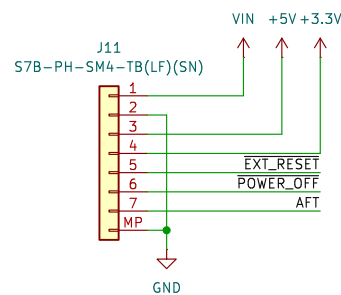 VIN +5V +3.3V
J11
S7B-PH-SM4-TB(LF)(SN)
1
2
3
4
5 EXT_RESET
6 POWER_OFF
7 AFT
MP
GND